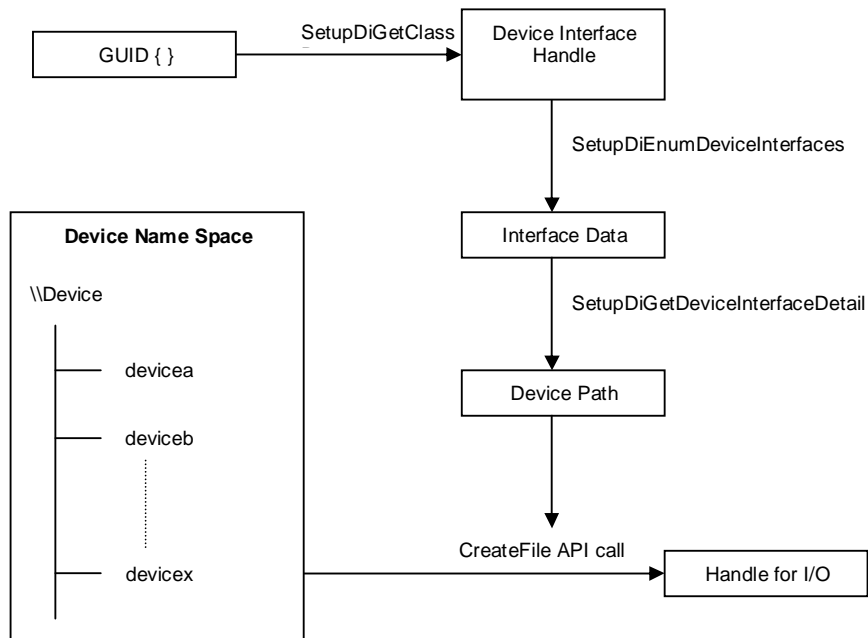 SetupDiGetClass
GUID { }
Device Interface
Handle
SetupDiEnumDeviceInterfaces
Device Name Space
Interface Data
\\Device
SetupDiGetDeviceInterfaceDetail
devicea
Device Path
deviceb
CreateFile API call
devicex
Handle for I/O